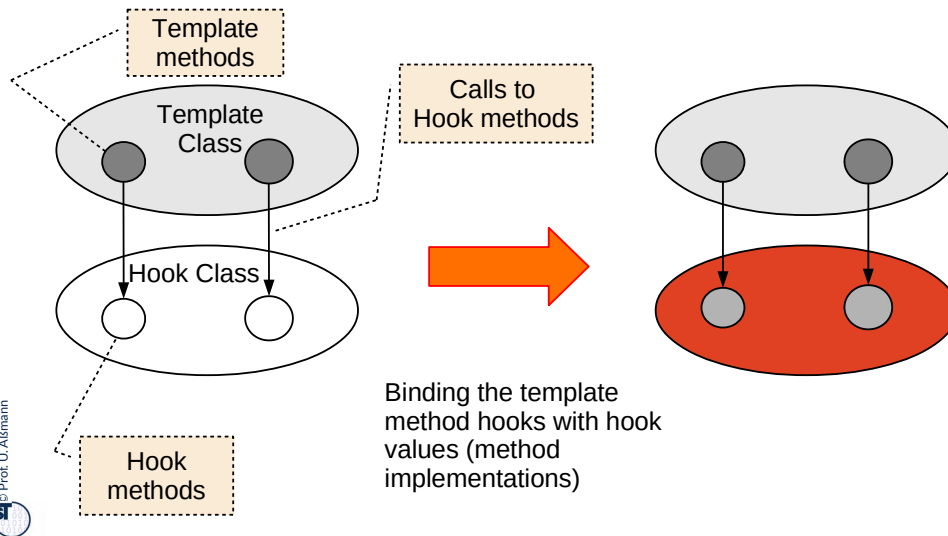 Template
methods
Calls to
Hook methods
Template
Class
Hook Class
Binding the template
method hooks with hook
values (method
implementations)
Hook
methods
© Prof. U. Aßmann